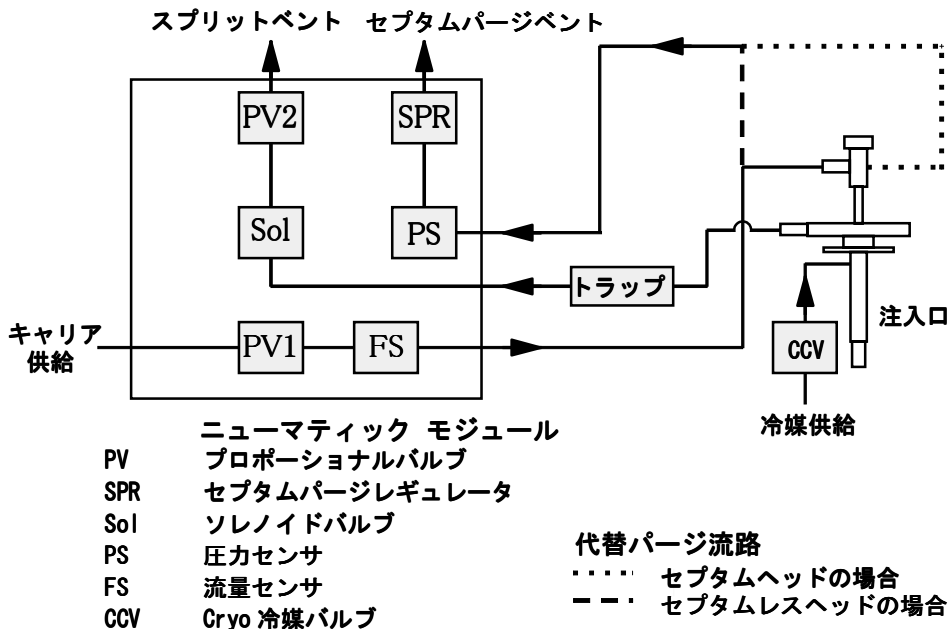 スプリットベント
セプタムパージベント
PV2
SPR
Sol
PS
トラップ
キャリア
供給
PV1
FS
CCV
注入口
冷媒供給
ニューマティック モジュール
PV プロポーショナルバルブ
SPR セプタムパージレギュレータ
Sol ソレノイドバルブ
PS 圧力センサ
FS 流量センサ
CCV Cryo 冷媒バルブ
代替パージ流路
セプタムヘッドの場合
セプタムレスヘッドの場合